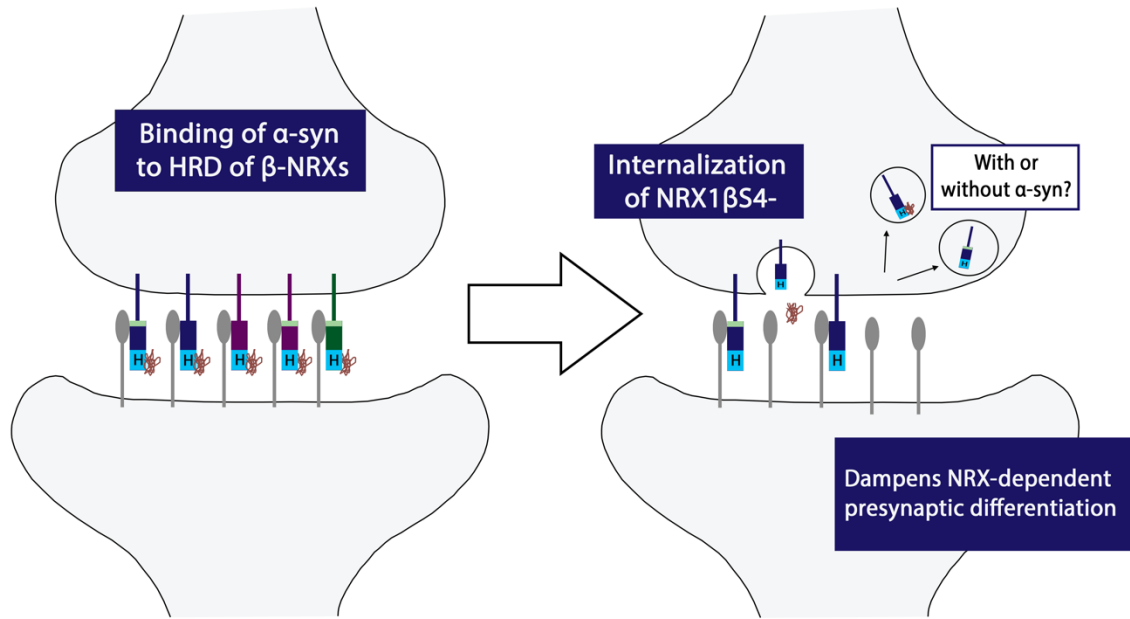 Binding of α-syn
to HRD of β-NRXs
H
H
H
H
H
Internalization
of NRX1βS4-
With or
without α-syn?
H
H
H
H
H
Dampens NRX-dependent
presynaptic differentiation